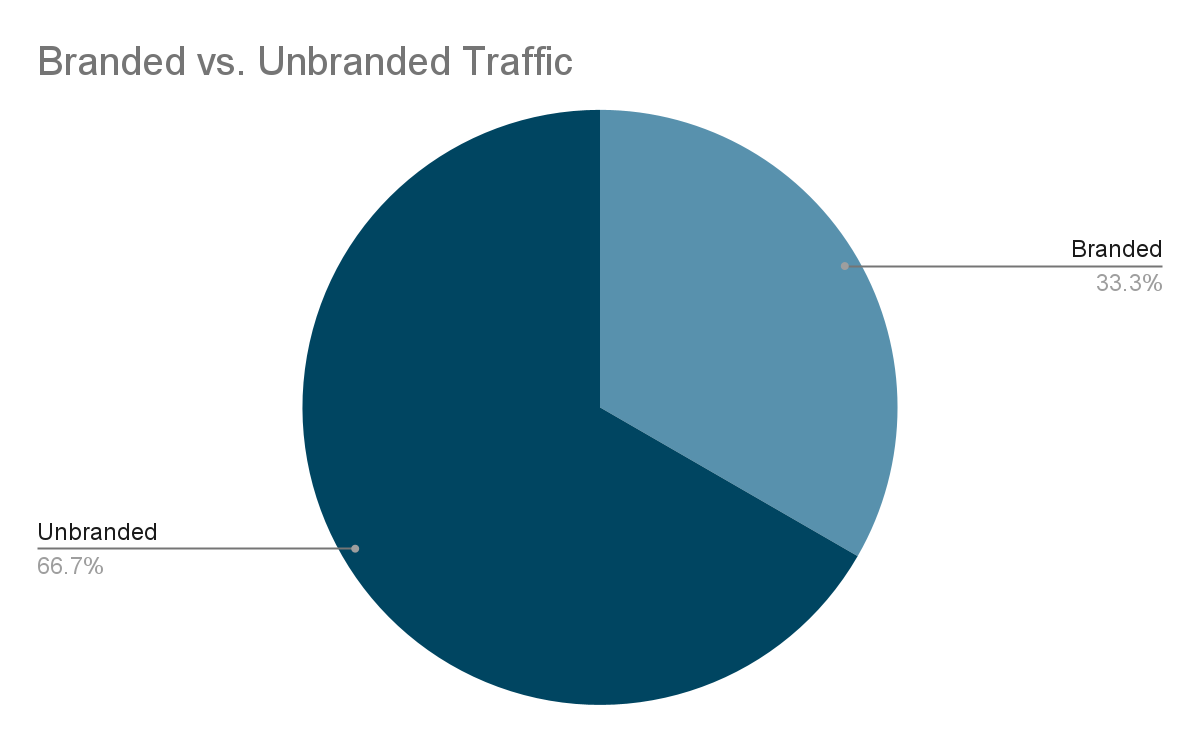 Branded vs. Unbranded Traffic
Branded
33.3%
Unbranded
66.7%